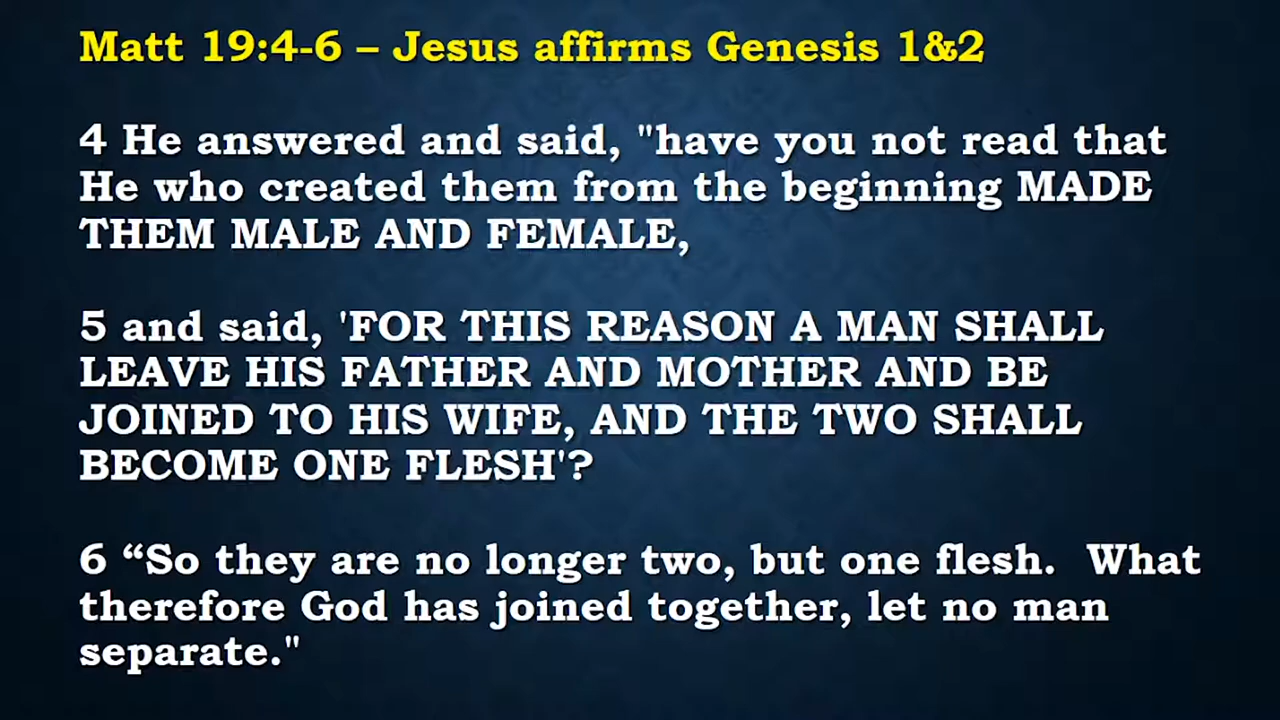 Matt 19:4-6 – Jesus affirms Genesis 1&2
4 He answered and said, "have you not read that
He who created them from the beginning MADE
THEM MALE AND FEMALE,
5 and said, 'FOR THIS REASON A MAN SHALL
LEAVE HIS FATHER AND MOTHER AND BE
JOINED TO HIS WIFE, AND THE TWO SHALL
BECOME ONE FLESH'?
6 “So they are no longer two, but one flesh.  What
therefore God has joined together, let no man
separate."